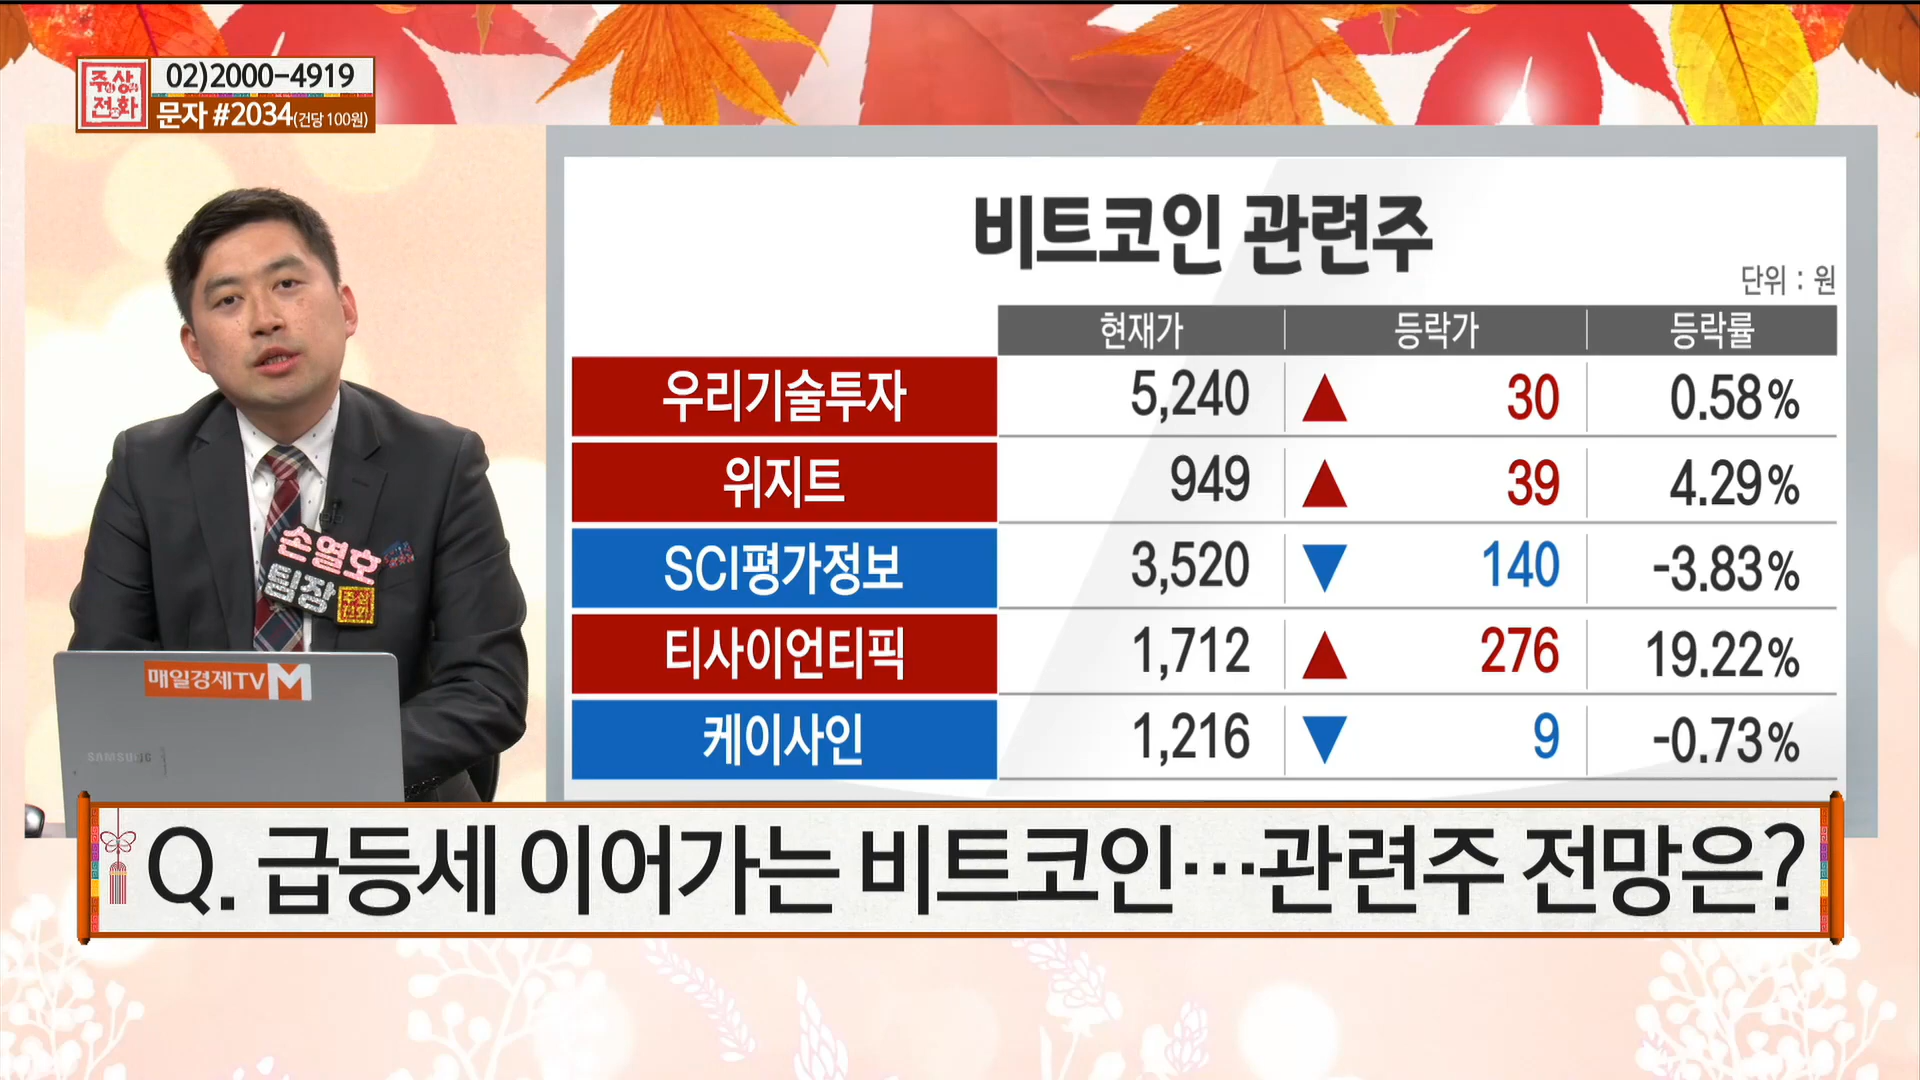 주상
전화
02)2000-4919
문자 #2034(건당 100원)
비트코인 관련주
단위 : 원
현재가 등락가 등락률
우리기술투자 5,240 ▲ 30 0.58%
위지트 949 ▲ 39 4.29%
SCI평가정보 3,520 ▼ 140 -3.83%
티사이언티픽 1,712 ▲ 276 19.22%
케이사인 1,216 ▼ 9 -0.73%
손열호
팀장
주상
전화
매일경제TV M
SAMSUNG
Q. 급등세 이어가는 비트코인…관련주 전망은?